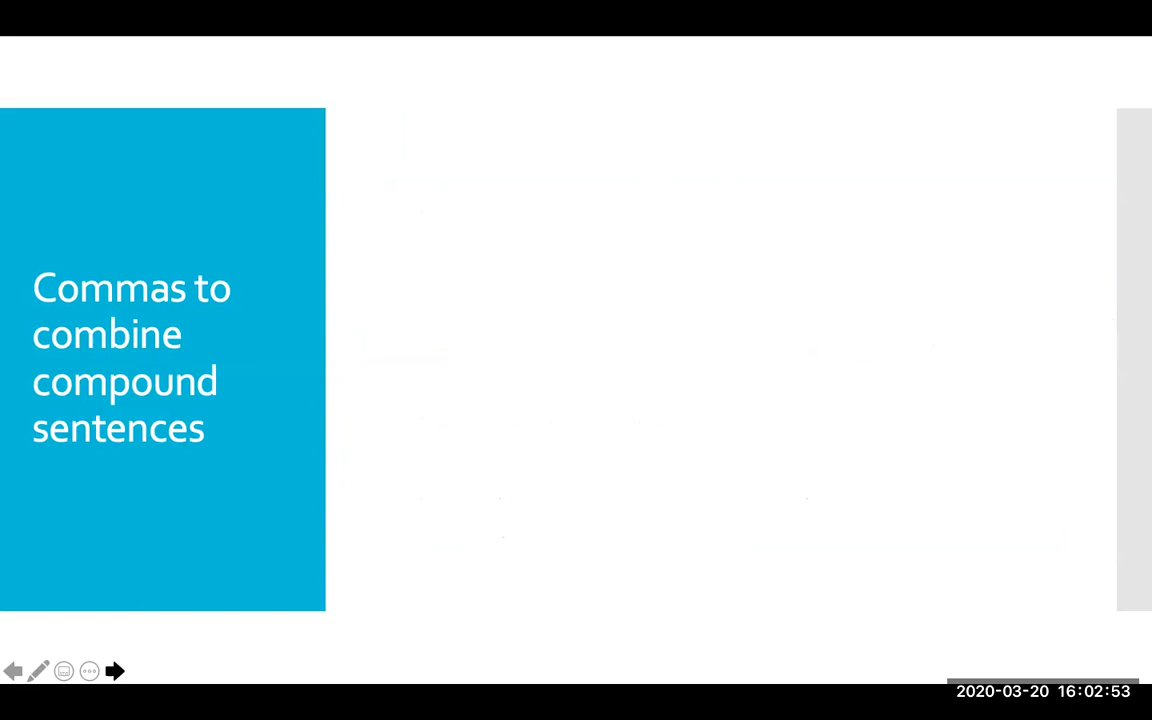 Commas to
combine
compound
sentences
2020-03-20 16:02:53